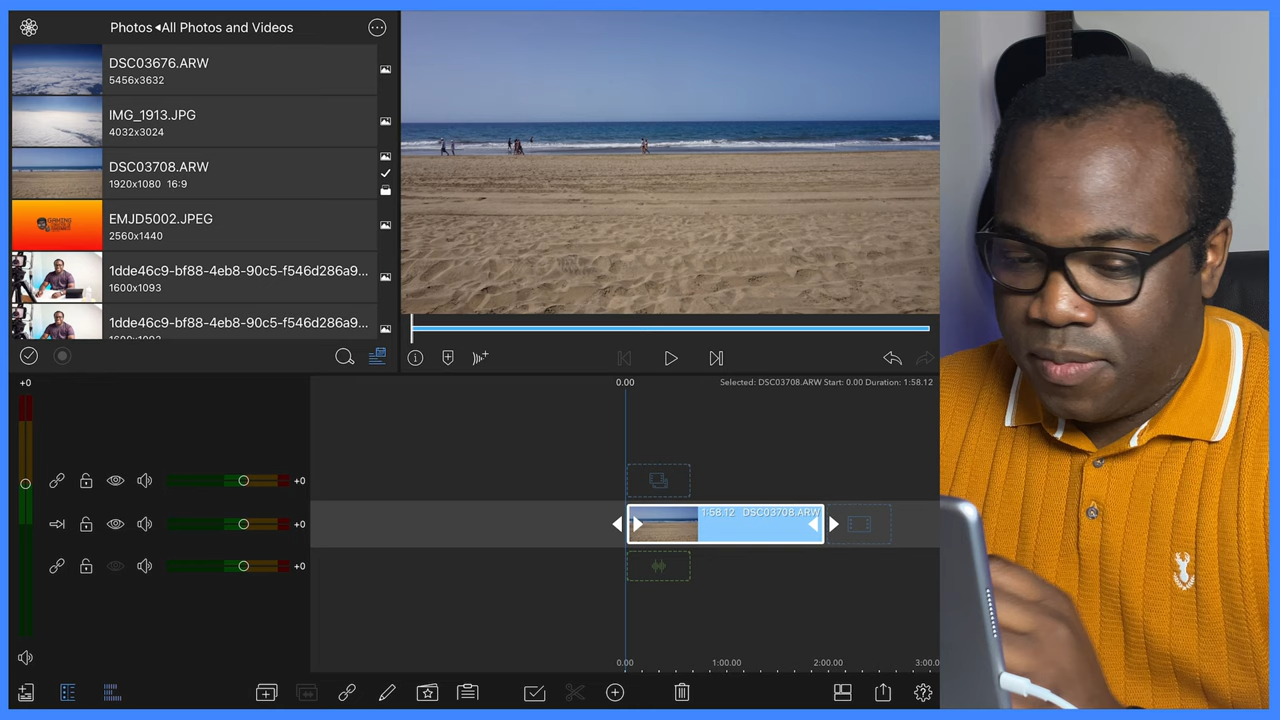 Photos◂All Photos and Videos
DSC03676.ARW
5456x3632
IMG_1913.JPG
4032x3024
DSC03708.ARW
1920x1080 16:9
EMJD5002.JPEG
2560x1440
1dde46c9-bf88-4eb8-90c5-f546d286a9...
1600x1093
1dde46c9-bf88-4eb8-90c5-f546d286a9...
+0
0.00
Selected: DSC03708.ARW Start: 0.00 Duration: 1:58.12
+0
1:58.12 DSC03708.ARW
+0
+0
0.00 1:00.00 2:00.00 3:00.0